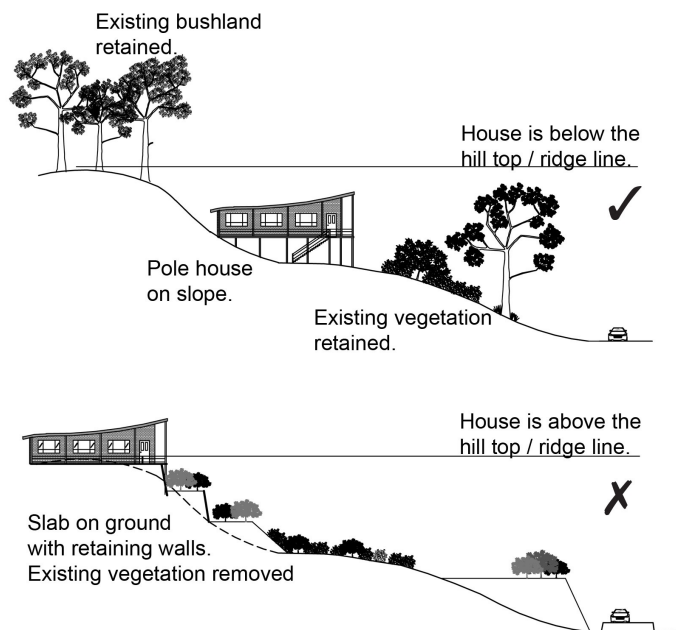 Existing bushland
retained.
House is below the
hill top / ridge line.
Pole house
on slope.
Existing vegetation
retained.
House is above the
hill top / ridge line.
Slab on ground
with retaining walls.
Existing vegetation removed